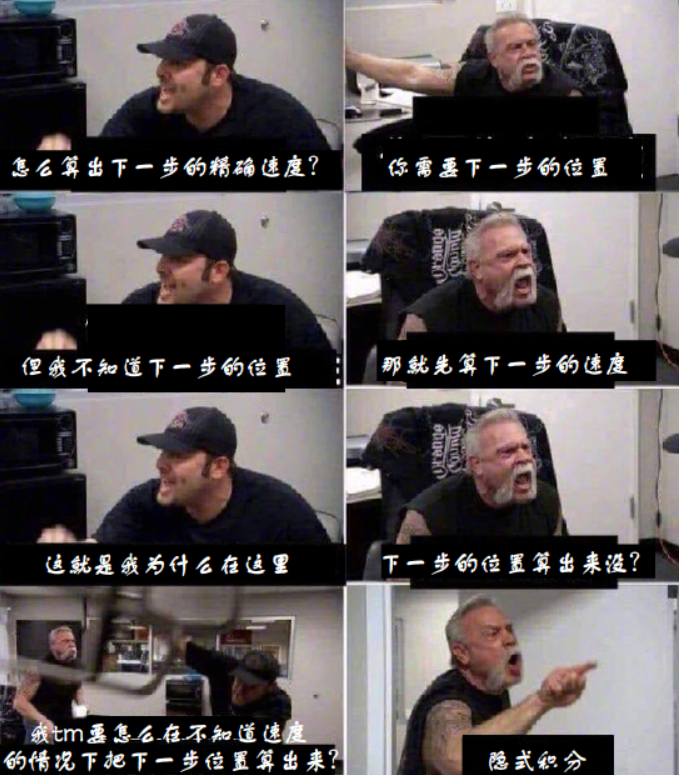 怎么算出下一步的精确速度?
你需要下一步的位置
但我不知道下一步的位置
那就先算下一步的速度
这就是我为什么在这里
下一步的位置算出来没?
我tm要怎么在不知道速度
的情况下把下一步位置算出来?
隐式积分